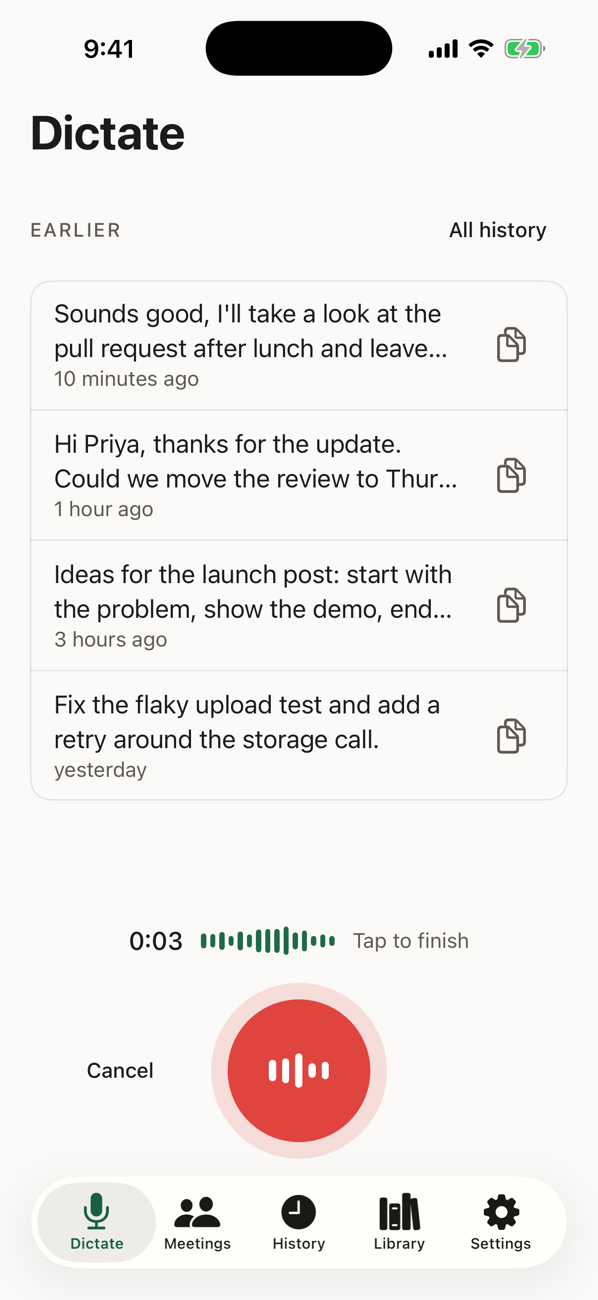 9:41
Dictate
EARLIER
All history
Sounds good, I'll take a look at the
pull request after lunch and leave...
10 minutes ago
Hi Priya, thanks for the update.
Could we move the review to Thur...
1 hour ago
Ideas for the launch post: start with
the problem, show the demo, end...
3 hours ago
Fix the flaky upload test and add a
retry around the storage call.
yesterday
0:03
Tap to finish
Cancel
Dictate
Meetings
History
Library
Settings